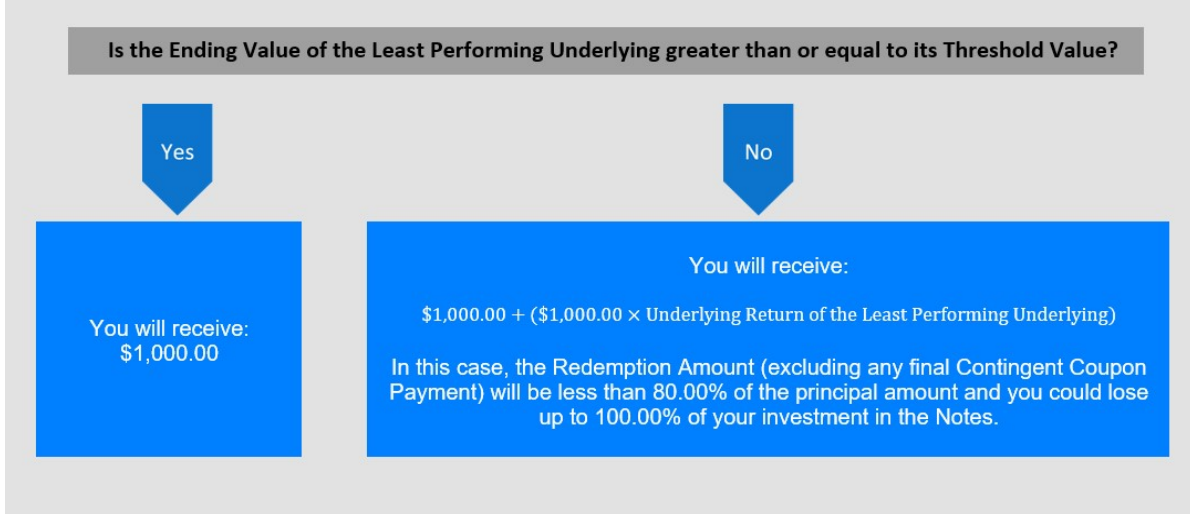 Is the Ending Value of the Least Performing Underlying greater than or equal to its Threshold Value?
Yes
No
You will receive:
$1,000.00
You will receive:
$1,000.00 + ($1,000.00 × Underlying Return of the Least Performing Underlying)
In this case, the Redemption Amount (excluding any final Contingent Coupon
Payment) will be less than 80.00% of the principal amount and you could lose
up to 100.00% of your investment in the Notes.